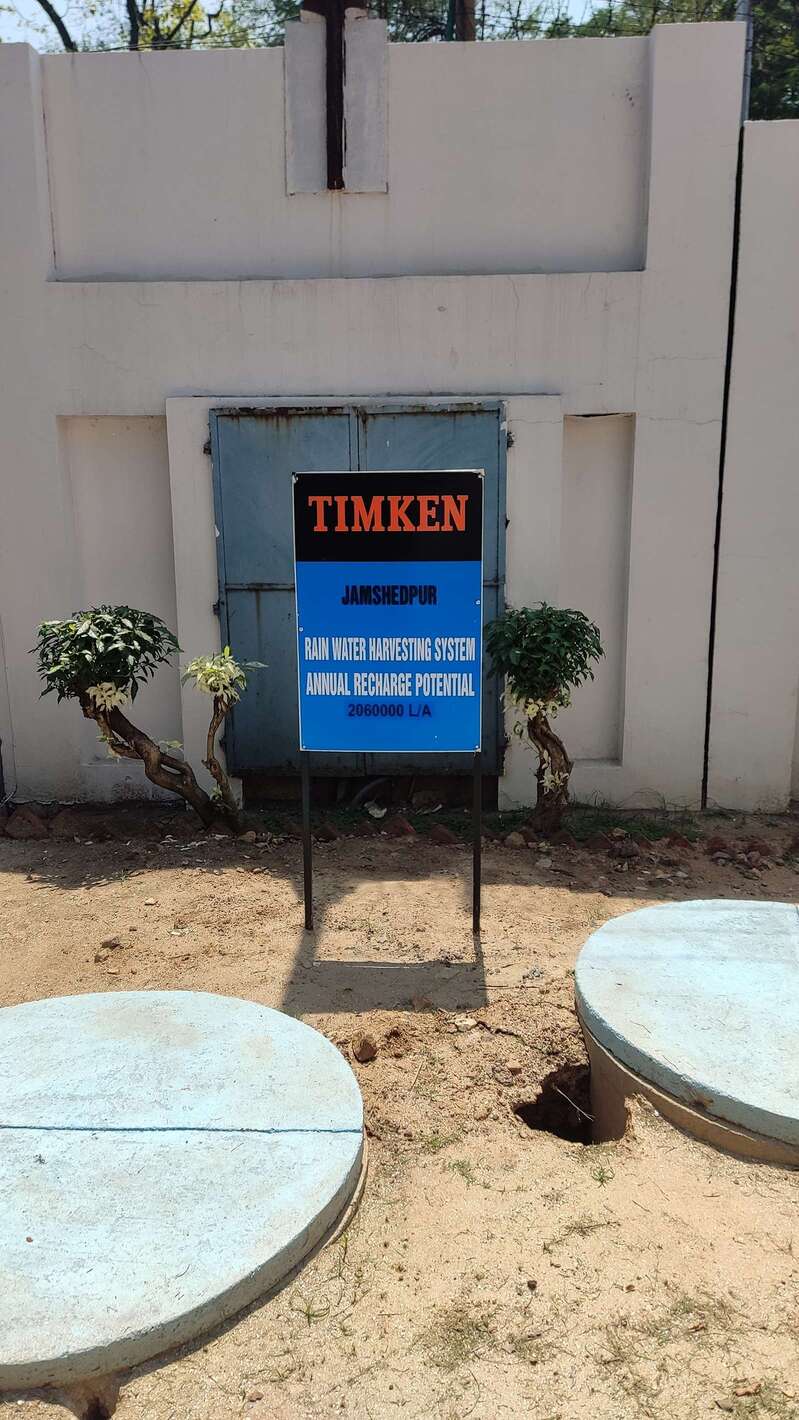 TIMKEN
JAMSHEDPUR
RAIN WATER HARVESTING SYSTEM
ANNUAL RECHARGE POTENTIAL
2060000 L/A